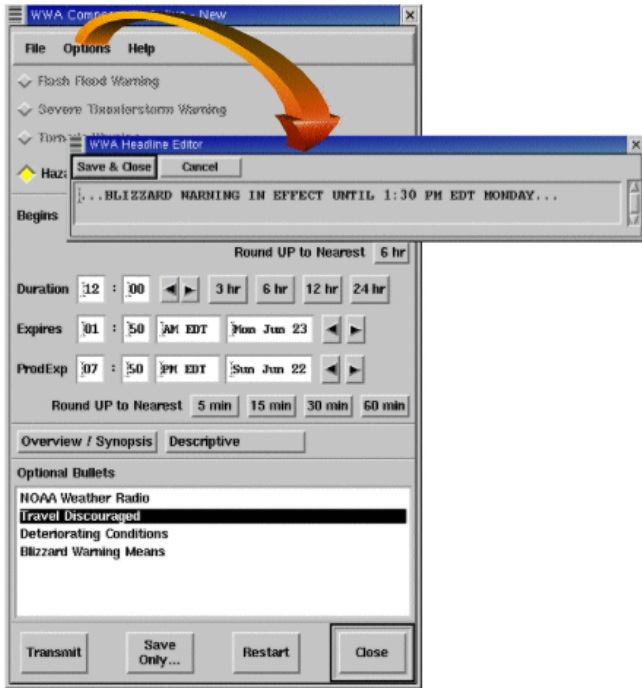 WWA - New
File Options Help
Flash Flood Warning
Severe Thunderstorm Warning
WWA Headline Editor
Save & Close Cancel
...BLIZZARD WARNING IN EFFECT UNTIL 1:30 PM EDT MONDAY...
Begins
Round UP to Nearest 6 hr
Duration 12 : 00 3 hr 6 hr 12 hr 24 hr
Expires 01 : 50 AM EDT Mon Jun 23
ProdExp 07 : 50 PM EDT Sun Jun 22
Round UP to Nearest 5 min 15 min 30 min 60 min
Overview / Synopsis Descriptive
Optional Bullets
NOAA Weather Radio
Travel Discouraged
Deteriorating Conditions
Blizzard Warning Means
Transmit Save Only... Restart Close